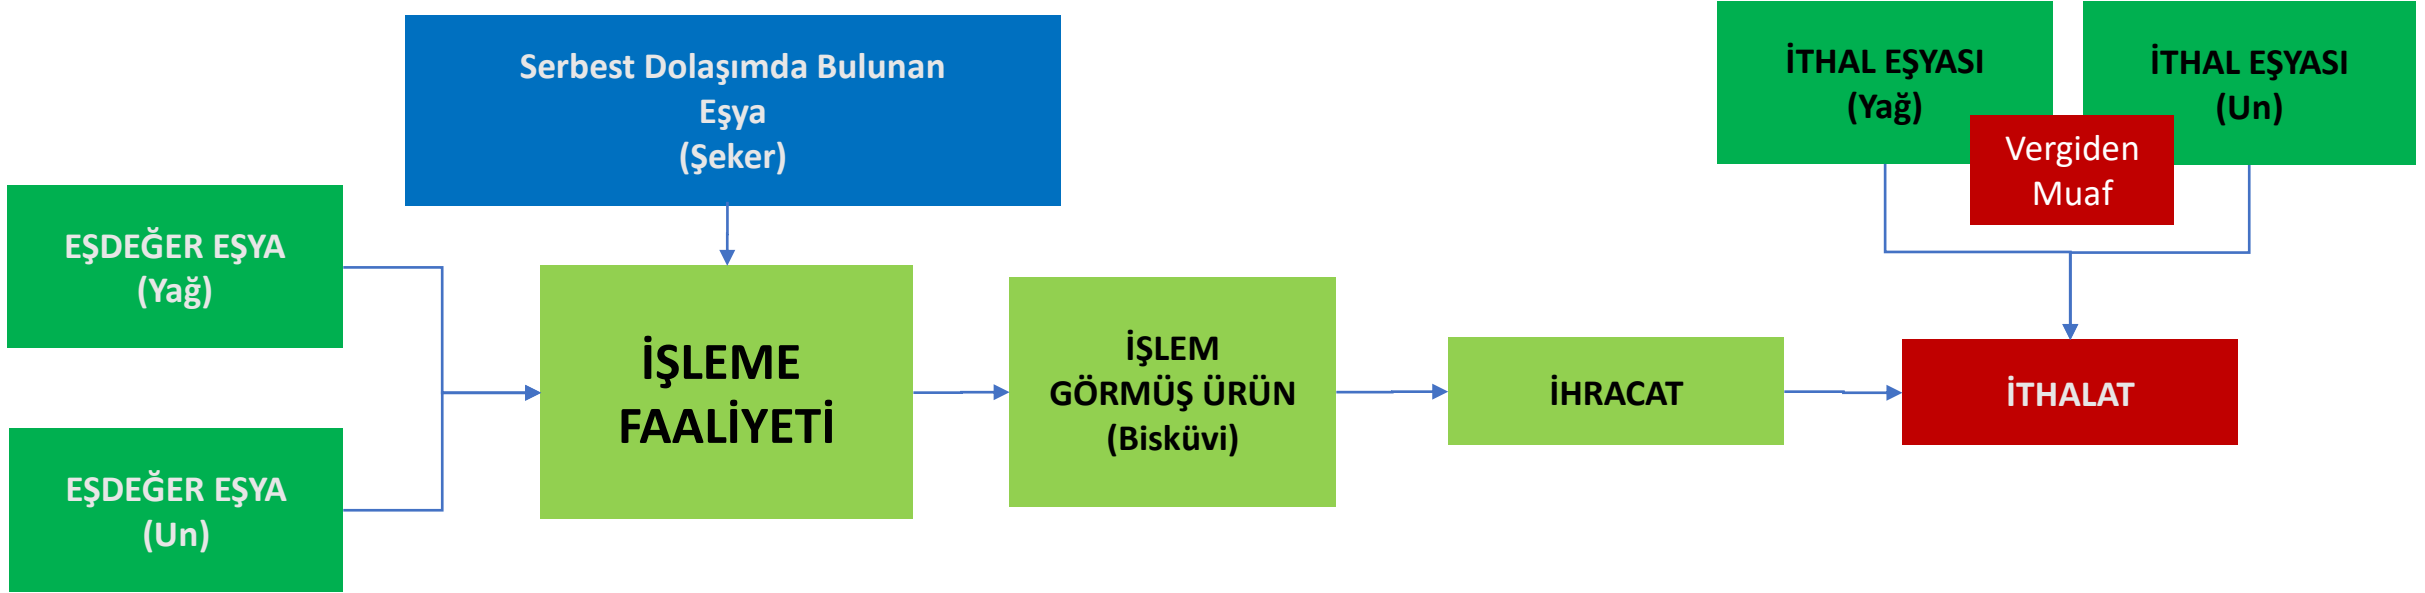 Serbest Dolaşımda Bulunan
Eşya
(Şeker)
EŞDEĞER EŞYA
(Yağ)
EŞDEĞER EŞYA
(Un)
İŞLEME
FAALİYETİ
İŞLEM
GÖRMÜŞ ÜRÜN
(Bisküvi)
İHRACAT
İTHAL EŞYASI
(Yağ)
İTHAL EŞYASI
(Un)
Vergiden
Muaf
İTHALAT